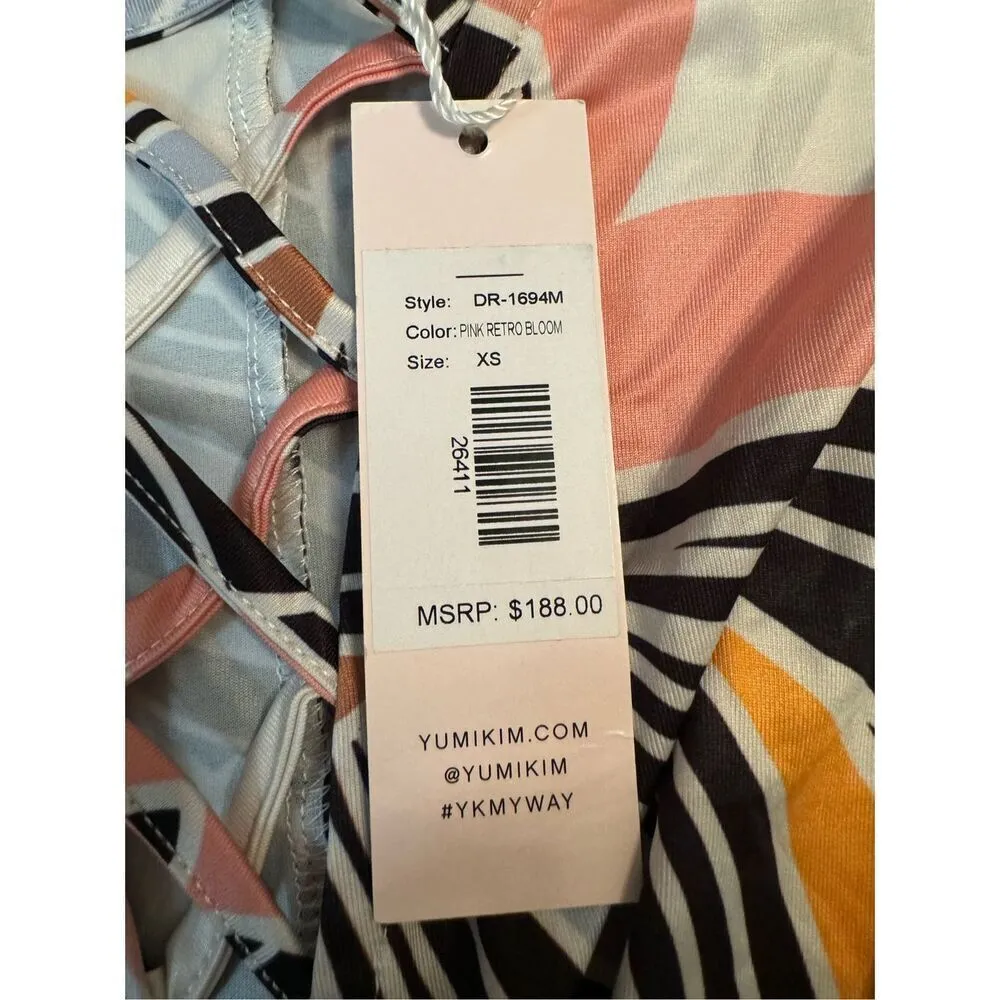 Style: DR-1694M
Color: PINK RETRO BLOOM
Size: XS
26411
MSRP: $188.00
YUMIKIM.COM
@YUMIKIM
#YKMYWAY